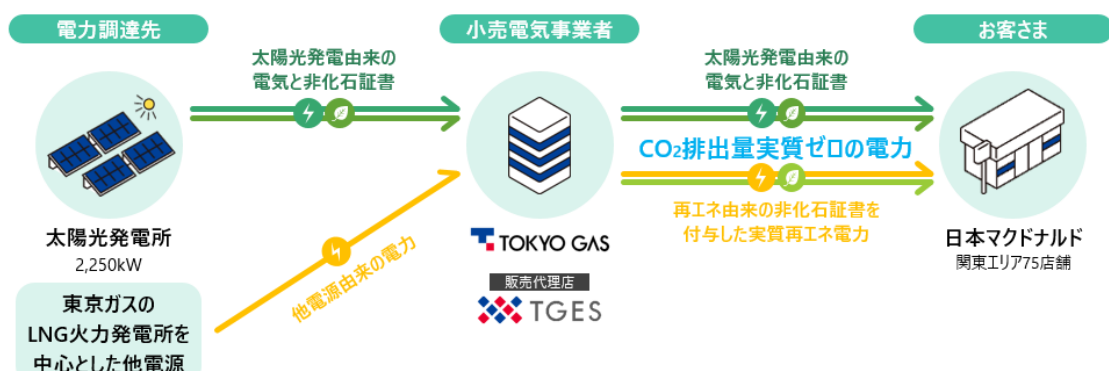 電力調達先
小売電気事業者
お客さま
太陽光発電由来の
電気と非化石証書
太陽光発電由来の
電気と非化石証書
CO₂排出量実質ゼロの電力
再エネ由来の非化石証書を
付与した実質再エネ電力
太陽光発電所
2,250kW
他電源由来の電力
TOKYO GAS
販売代理店
TGES
日本マクドナルド
関東エリア75店舗
東京ガスの
LNG火力発電所を
中心とした他電源